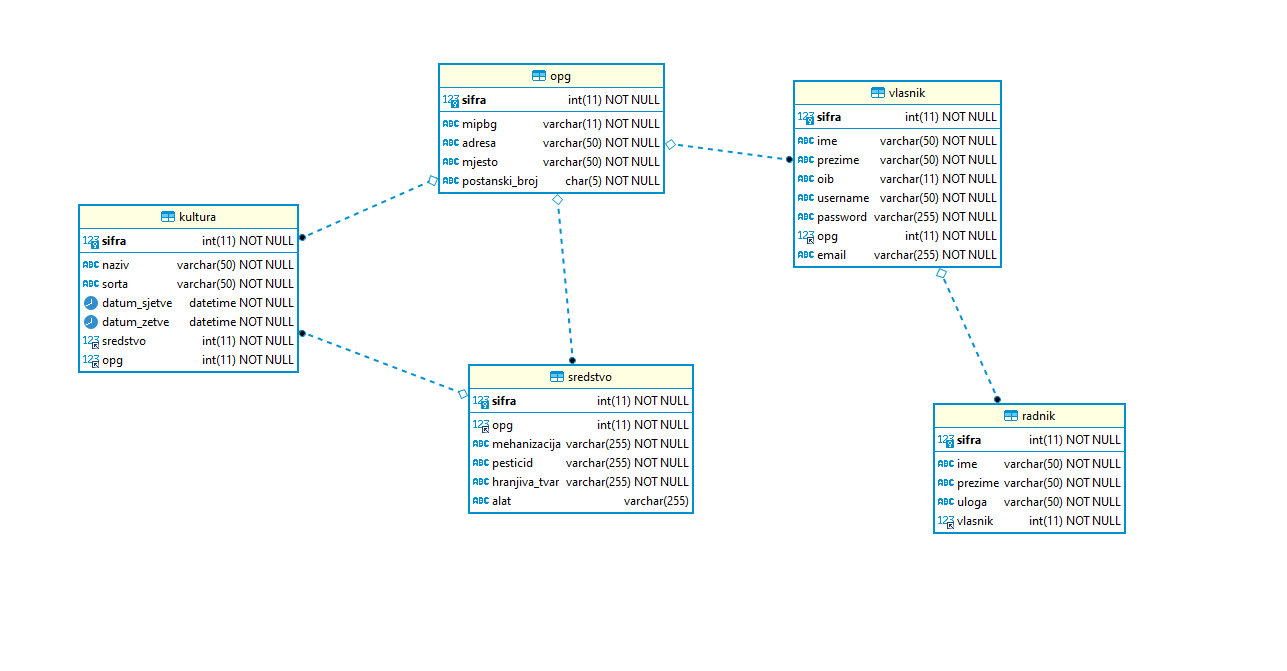 opg
sifra int(11) NOT NULL
mipbg varchar(11) NOT NULL
adresa varchar(50) NOT NULL
mjesto varchar(50) NOT NULL
postanski_broj char(5) NOT NULL
vlasnik
sifra int(11) NOT NULL
ime varchar(50) NOT NULL
prezime varchar(50) NOT NULL
oib varchar(11) NOT NULL
username varchar(50) NOT NULL
password varchar(255) NOT NULL
opg int(11) NOT NULL
email varchar(255) NOT NULL
kultura
sifra int(11) NOT NULL
naziv varchar(50) NOT NULL
sorta varchar(50) NOT NULL
datum_sjetve datetime NOT NULL
datum_zetve datetime NOT NULL
sredstvo int(11) NOT NULL
opg int(11) NOT NULL
sredstvo
sifra int(11) NOT NULL
opg int(11) NOT NULL
mehanizacija varchar(255) NOT NULL
pesticid varchar(255) NOT NULL
hranjiva_tvar varchar(255) NOT NULL
alat varchar(255)
radnik
sifra int(11) NOT NULL
ime varchar(50) NOT NULL
prezime varchar(50) NOT NULL
uloga varchar(50) NOT NULL
vlasnik int(11) NOT NULL